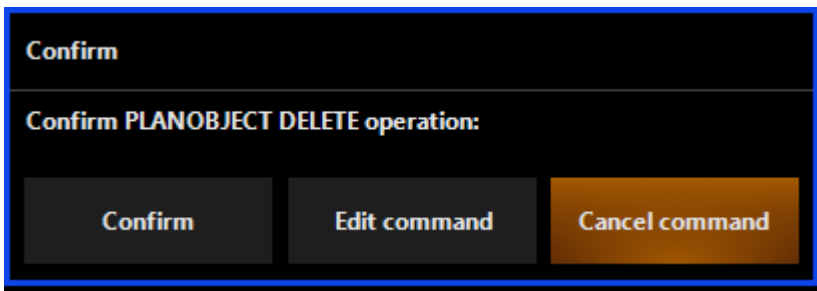 Confirm
Confirm PLANOBJECT DELETE operation:
Confirm Edit command Cancel command